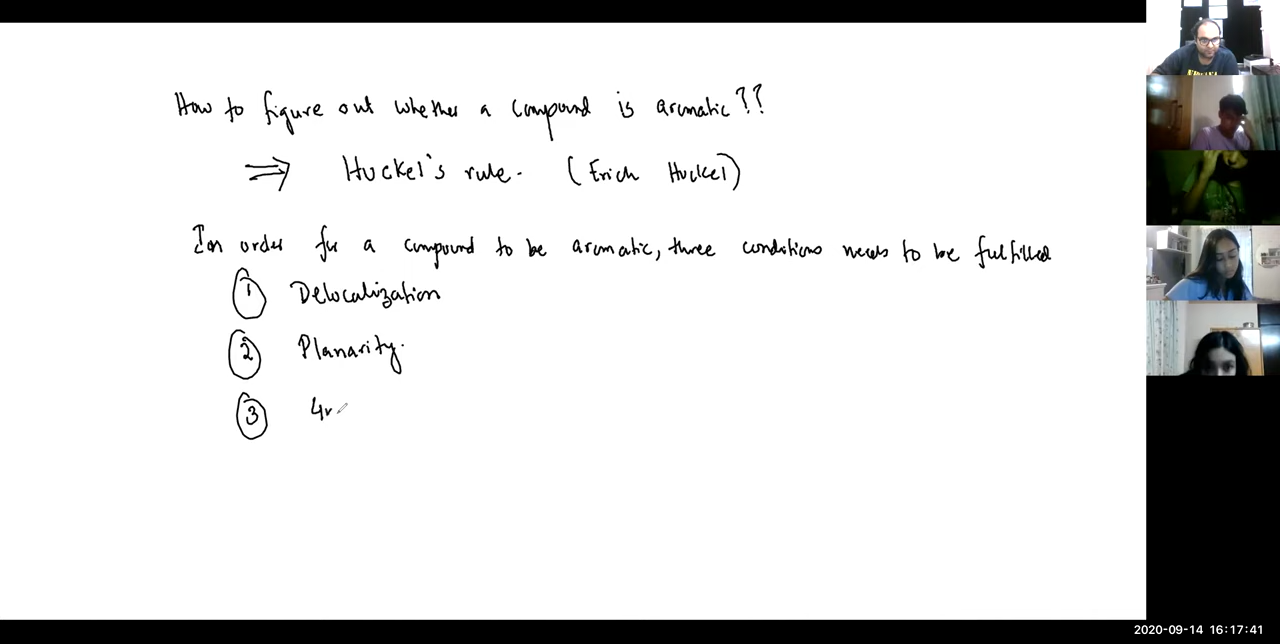 How to figure out whether a compound is aromatic??
⇒ Huckel's rule. (Erich Huckel)
In order for a compound to be aromatic, three conditions needs to be fulfilled
① Delocalization
② Planarity.
③ 4n
NIRVANA
2020-09-14 16:17:41